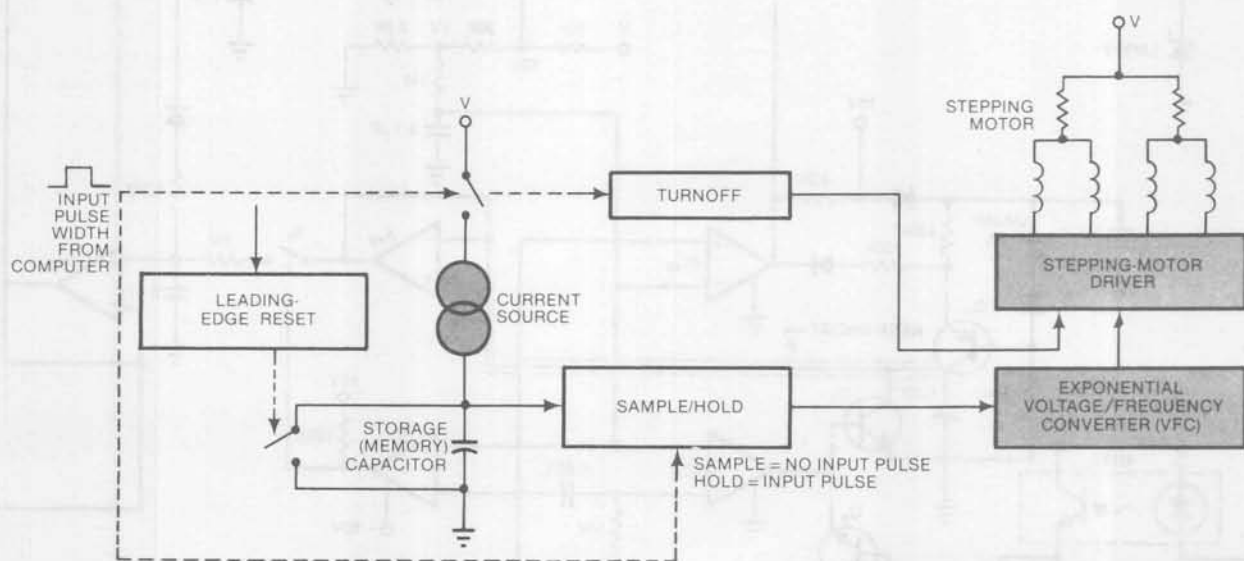 V
STEPPING
MOTOR
V
INPUT
PULSE
WIDTH
FROM
COMPUTER
TURNOFF
LEADING-
EDGE RESET
CURRENT
SOURCE
STEPPING-MOTOR
DRIVER
STORAGE
(MEMORY)
CAPACITOR
SAMPLE/HOLD
EXPONENTIAL
VOLTAGE/FREQUENCY
CONVERTER (VFC)
SAMPLE = NO INPUT PULSE
HOLD = INPUT PULSE